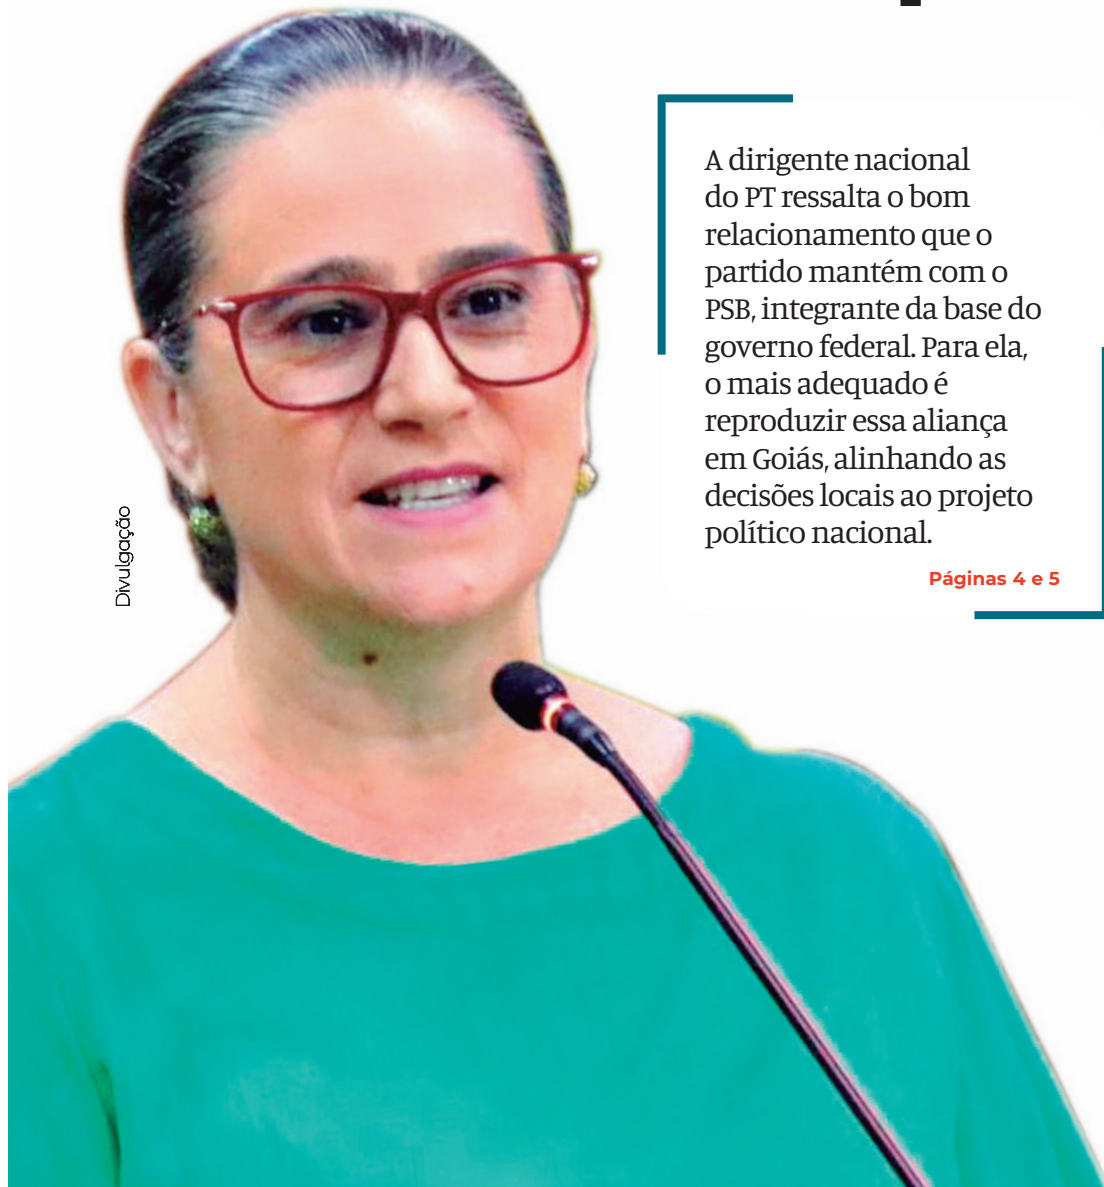 A dirigente nacional
do PT ressalta o bom
relacionamento que o
partido mantém com o
PSB, integrante da base do
governo federal. Para ela,
o mais adequado é
reproduzir essa aliança
em Goiás, alinhando as
decisões locais ao projeto
político nacional.
Páginas 4 e 5
Divulgação